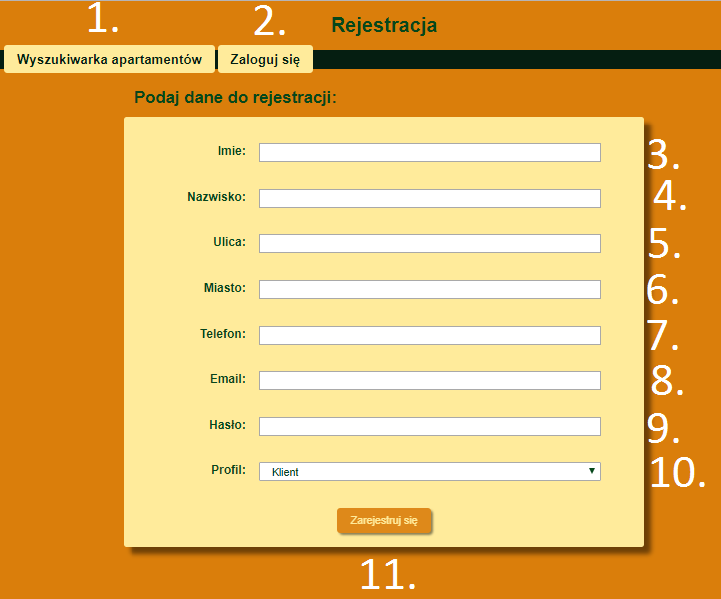 1. 2. Rejestracja
Wyszukiwarka apartamentów Zaloguj się
Podaj dane do rejestracji:
Imie: 3.
Nazwisko: 4.
Ulica: 5.
Miasto: 6.
Telefon: 7.
Email: 8.
Hasło: 9.
Profil: Klient 10.
Zarejestruj się
11.